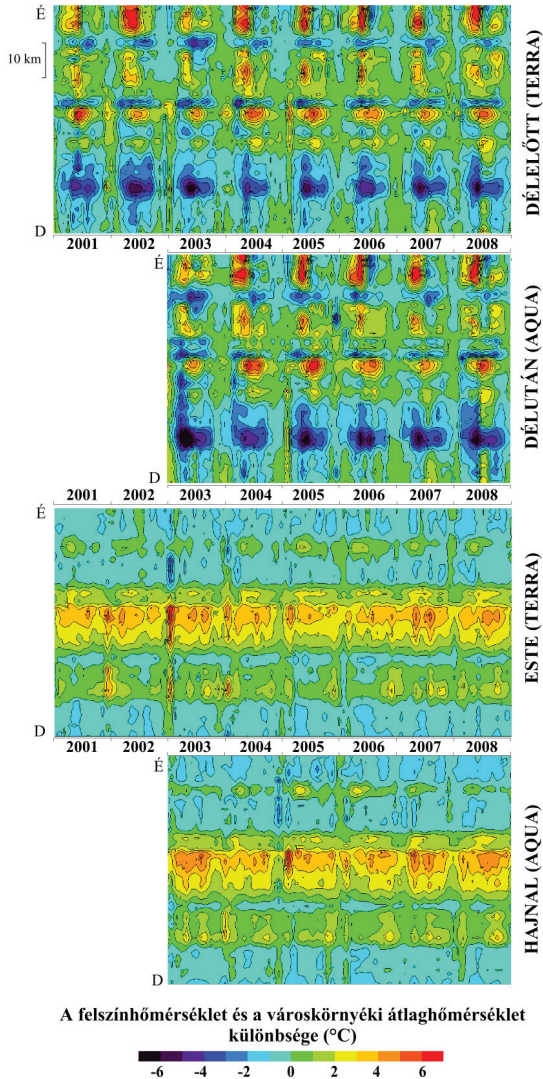 É
10 km
D
DÉLELŐTT (TERRA)
2001 2002 2003 2004 2005 2006 2007 2008
É
D
DÉLUTÁN (AQUA)
2001 2002 2003 2004 2005 2006 2007 2008
É
D
ESTE (TERRA)
2001 2002 2003 2004 2005 2006 2007 2008
É
D
HAJNAL (AQUA)
A felszínhőmérséklet és a városkörnyéki átlaghőmérséklet
különbsége (°C)
-6 -4 -2 0 2 4 6